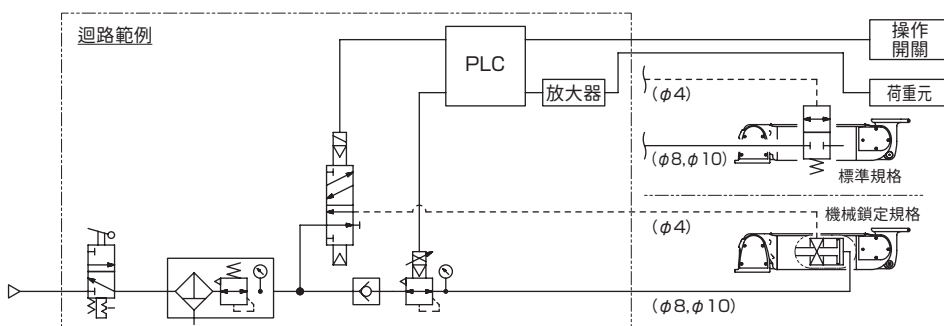 迴路範例
PLC
放大器
操作
開關
荷重元
(φ4)
(φ8,φ10)
標準規格
機械鎖定規格
(φ4)
(φ8,φ10)